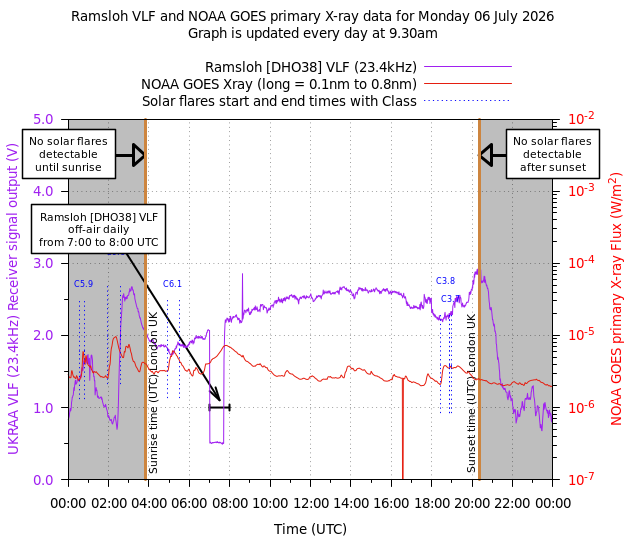 Ramsloh VLF and NOAA GOES primary X-ray data for Monday 06 July 2026
Graph is updated every day at 9.30am
Ramsloh [DHO38] VLF (23.4kHz)
NOAA GOES Xray (long = 0.1nm to 0.8nm)
Solar flares start and end times with Class
No solar flares
detectable
until sunrise
No solar flares
detectable
after sunset
Ramsloh [DHO38] VLF
off-air daily
from 7:00 to 8:00 UTC
C5.9
C6.1
C3.8
UKRAA VLF (23.4kHz) Receiver signal output (V)
5.0
4.0
3.0
2.0
1.0
0.0
NOAA GOES primary X-ray Flux (W/m²)
10⁻²
10⁻³
10⁻⁴
10⁻⁵
10⁻⁶
10⁻⁷
Sunrise time (UTC) London UK
Sunset time (UTC) London UK
00:00 02:00 04:00 06:00 08:00 10:00 12:00 14:00 16:00 18:00 20:00 22:00 00:00
Time (UTC)